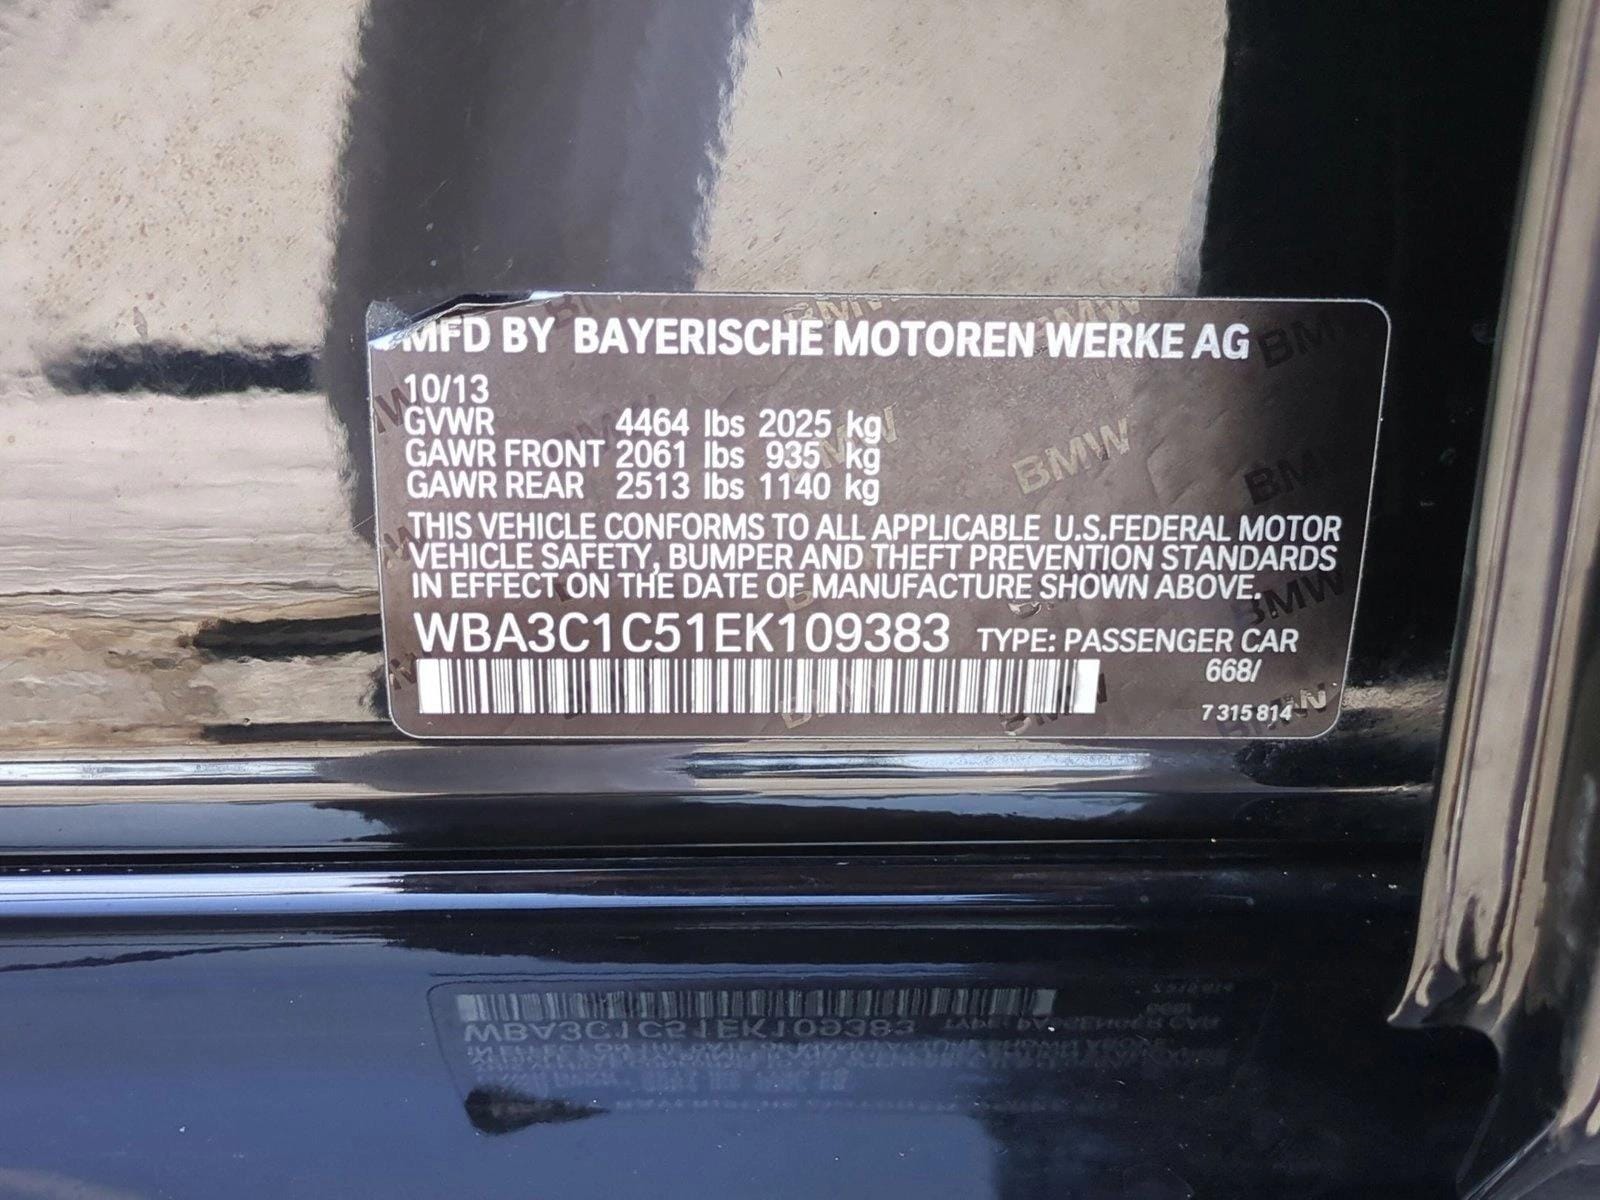 MFD BY BAYERISCHE MOTOREN WERKE AG
10/13
GVWR 4464 lbs 2025 kg
GAWR FRONT 2061 lbs 935 kg
GAWR REAR 2513 lbs 1140 kg
THIS VEHICLE CONFORMS TO ALL APPLICABLE U.S.FEDERAL MOTOR
VEHICLE SAFETY, BUMPER AND THEFT PREVENTION STANDARDS
IN EFFECT ON THE DATE OF MANUFACTURE SHOWN ABOVE.
WBA3C1C51EK109383 TYPE: PASSENGER CAR
668/
7 315 814